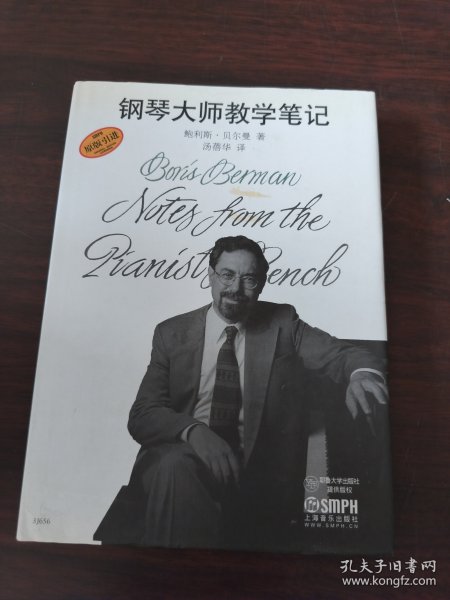 钢琴大师教学笔记
鲍利斯·贝尔曼 著
汤蓓华 译
原版引进
Boris Berman
Notes from the
Pianist's Bench
耶鲁大学出版社
提供版权
SMPH
上海音乐出版社
WWW.SMPH.CN
3J656
孔夫子旧书网
www.kongfz.com